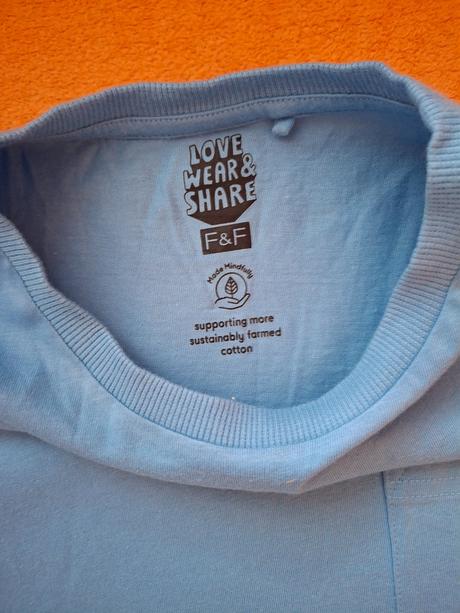 LOVE
WEAR&
SHARE
F&F
Made Mindfully
supporting more
sustainably farmed
cotton